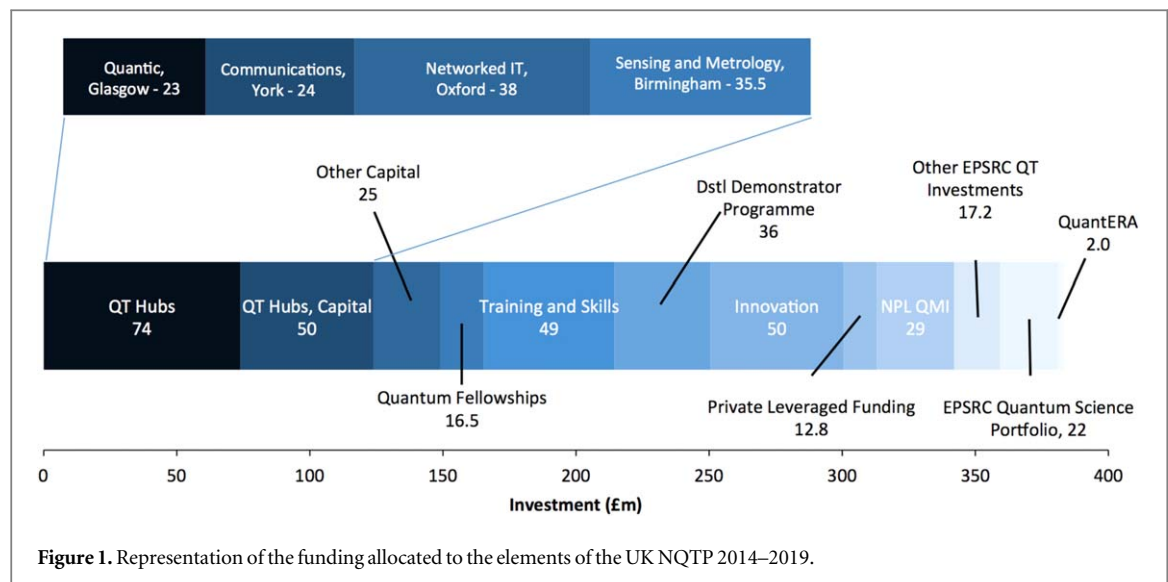 Quantic,
Glasgow - 23
Communications,
York - 24
Networked IT,
Oxford - 38
Sensing and Metrology,
Birmingham - 35.5
Other Capital
25
Dstl Demonstrator
Programme
36
Other EPSRC QT
Investments
17.2
QuantERA
2.0
QT Hubs
74
QT Hubs, Capital
50
Training and Skills
49
Innovation
50
NPL QMI
29
Quantum Fellowships
16.5
Private Leveraged Funding
12.8
EPSRC Quantum Science
Portfolio, 22
0 50 100 150 200 250 300 350 400
Investment (£m)
Figure 1. Representation of the funding allocated to the elements of the UK NQTP 2014–2019.